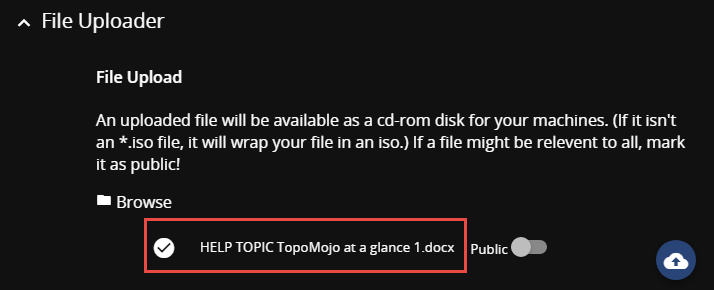 File Uploader
File Upload
An uploaded file will be available as a cd-rom disk for your machines. (If it isn't
an *.iso file, it will wrap your file in an iso.) If a file might be relevent to all, mark
it as public!
Browse
HELP TOPIC TopoMojo at a glance 1.docx Public